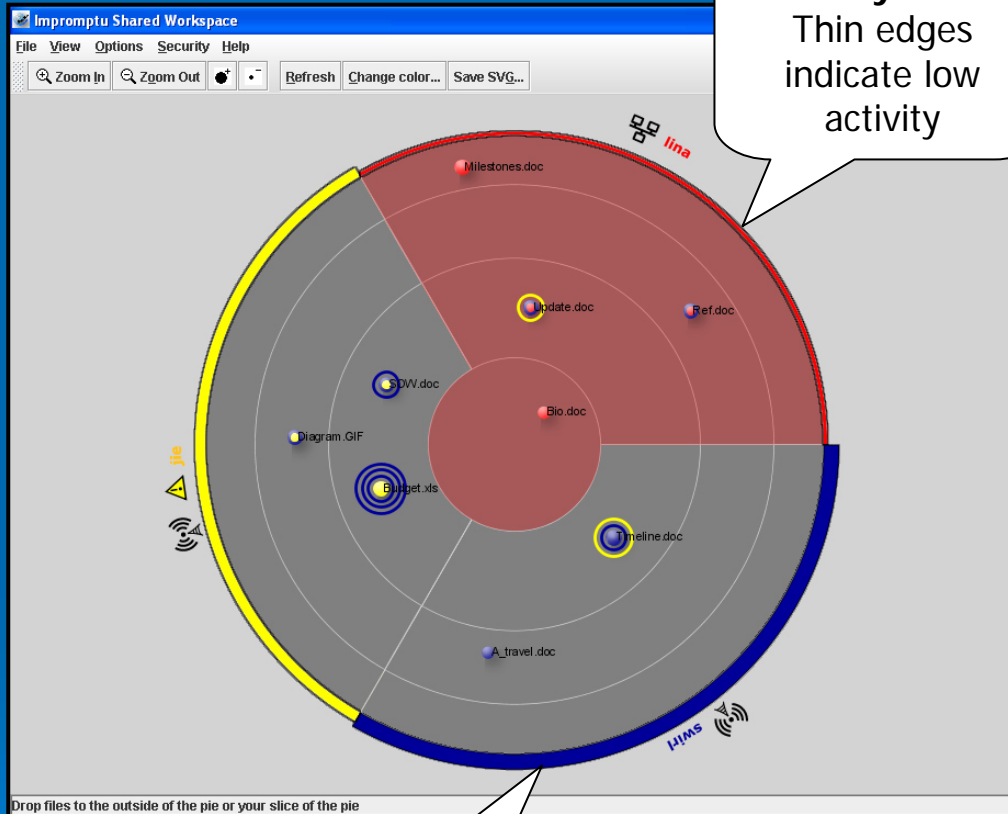 Impromptu Shared Workspace
File View Options Security Help
Zoom In Zoom Out Refresh Change color... Save SVG...
Thin edges
indicate low
activity
lina
Milestones.doc
Update.doc
Ref.doc
SOW.doc
Bio.doc
Diagram.GIF
jie
Budget.xls
Timeline.doc
A_travel.doc
swirl
Drop files to the outside of the pie or your slice of the pie